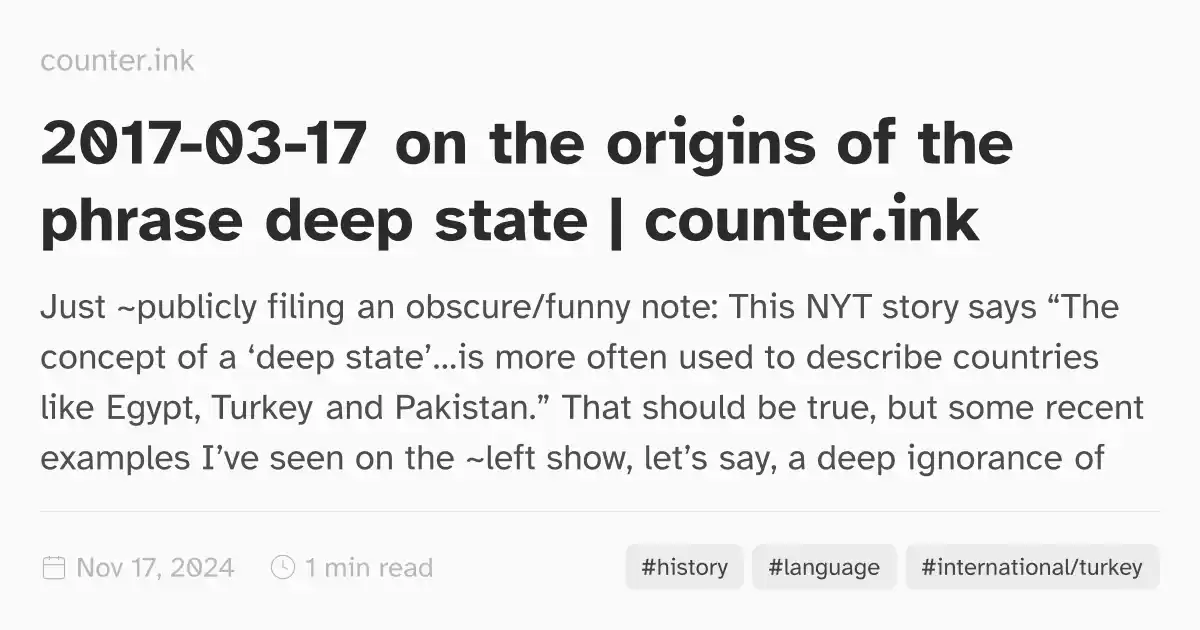 counter.ink
2017-03-17 on the origins of the
phrase deep state | counter.ink
Just ~publicly filing an obscure/funny note: This NYT story says “The
concept of a ‘deep state’…is more often used to describe countries
like Egypt, Turkey and Pakistan.” That should be true, but some recent
examples I’ve seen on the ~left show, let’s say, a deep ignorance of
Nov 17, 2024 1 min read #history #language #international/turkey